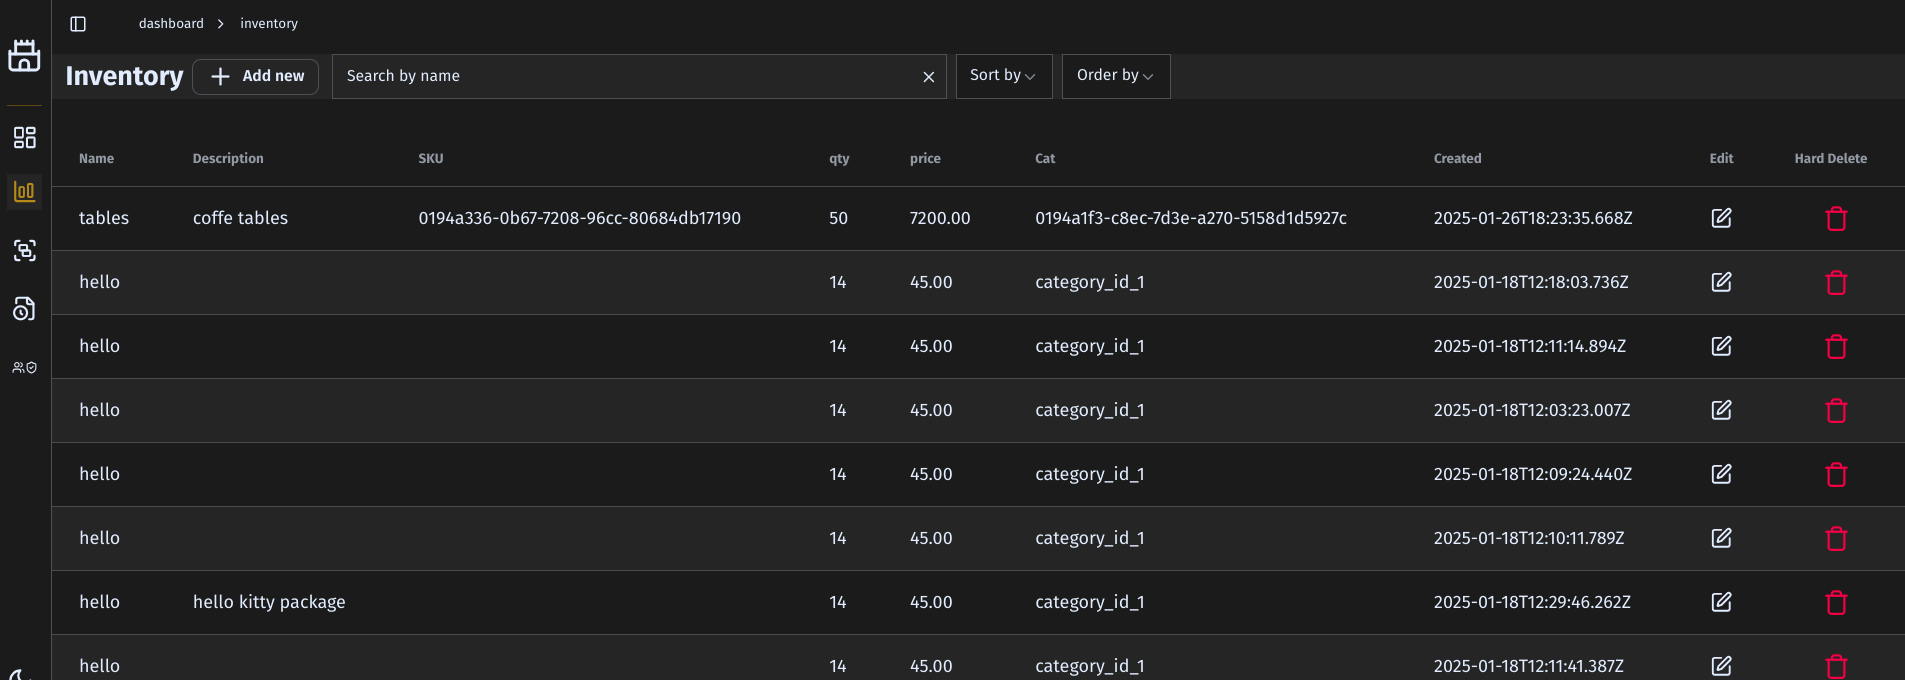 dashboard > inventory
Inventory + Add new Search by name × Sort by Order by
Name Description SKU qty price Cat Created Edit Hard Delete
tables coffe tables 0194a336-0b67-7208-96cc-80684db17190 50 7200.00 0194a1f3-c8ec-7d3e-a270-5158d1d5927c 2025-01-26T18:23:35.668Z
hello 14 45.00 category_id_1 2025-01-18T12:18:03.736Z
hello 14 45.00 category_id_1 2025-01-18T12:11:14.894Z
hello 14 45.00 category_id_1 2025-01-18T12:03:23.007Z
hello 14 45.00 category_id_1 2025-01-18T12:09:24.440Z
hello 14 45.00 category_id_1 2025-01-18T12:10:11.789Z
hello hello kitty package 14 45.00 category_id_1 2025-01-18T12:29:46.262Z
hello 14 45.00 category_id_1 2025-01-18T12:11:41.387Z